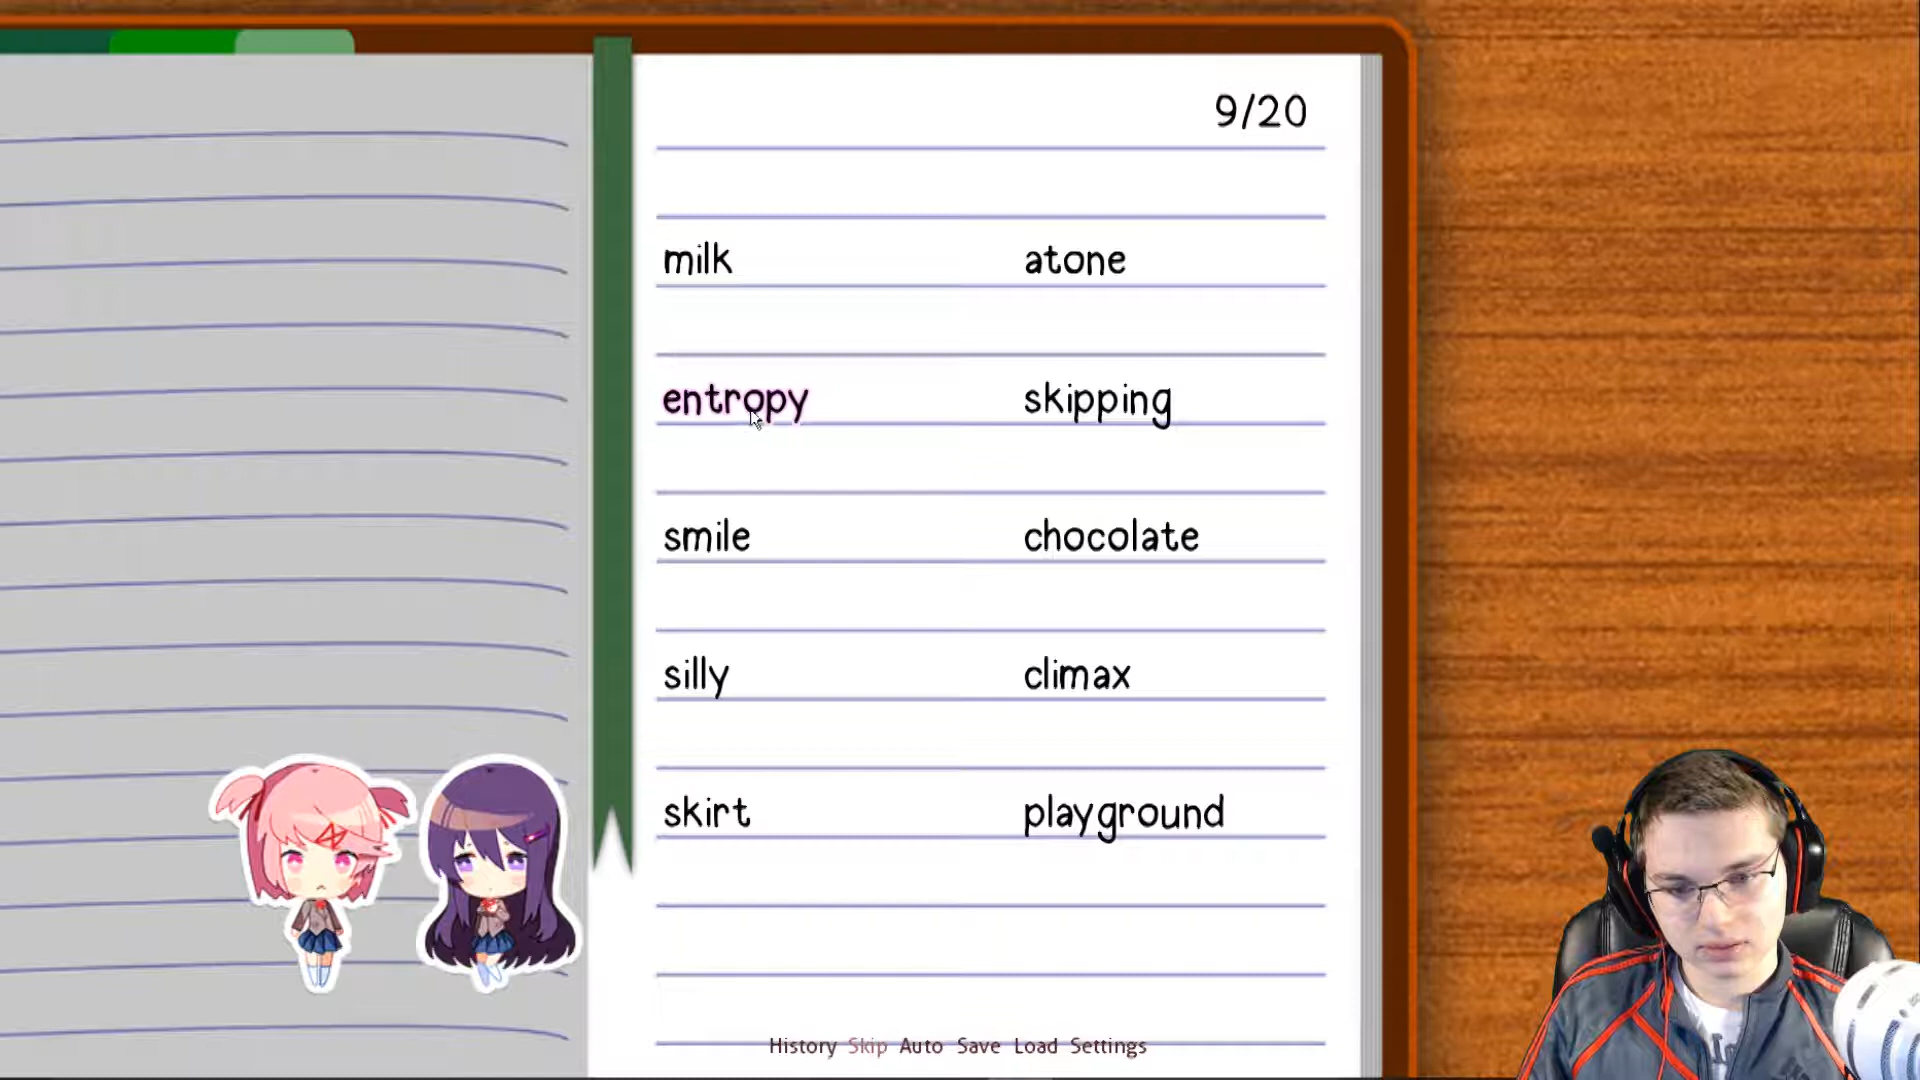 9/20
milk atone
entropy skipping
smile chocolate
silly climax
skirt playground
History Skip Auto Save Load Settings